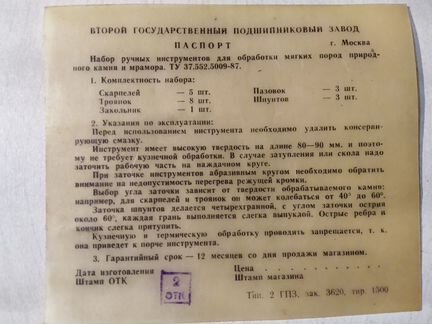 ВТОРОЙ ГОСУДАРСТВЕННЫЙ ПОДШИПНИКОВЫЙ ЗАВОД
ПАСПОРТ г. Москва
Набор ручных инструментов для обработки мягких пород природ-
ного камня и мрамора. ТУ 37.552.5009-87.
1. Комплектность набора:
Скарпелей — 5 шт. Пазовок — 3 шт.
Троянок — 8 шт. Шпунтов — 3 шт.
Закольник — 1 шт.
2. Указания по эксплуатации:
Перед использованием инструмента необходимо удалить консерви-
рующую смазку.
Инструмент имеет высокую твердость на длине 80—90 мм, и поэто-
му не требует кузнечной обработки. В случае затупления или скола надо
заточить рабочую часть на наждачном круге.
При заточке инструментов абразивным кругом необходимо обратить
внимание на недопустимость перегрева режущей кромки.
Выбор угла заточки зависит от твердости обрабатываемого камня:
например, для скарпелей и троянок он может колебаться от 40° до 60°.
Заточка шпунтов делается четырехгранной, с углом заточки острия
около 60°, каждая грань выполняется слегка выпуклой. Острые ребра и
кончик слегка притупить.
Кузнечную и термическую обработку проводить запрещается, т. к.
она приведет к порче инструмента.
3. Гарантийный срок — 12 месяцев со дня продажи магазином.
Дата изготовления Цена
Штамп ОТК Штамп магазина
2
ОТК
Тип. 2 ГПЗ, зак. 3620, тир. 1500